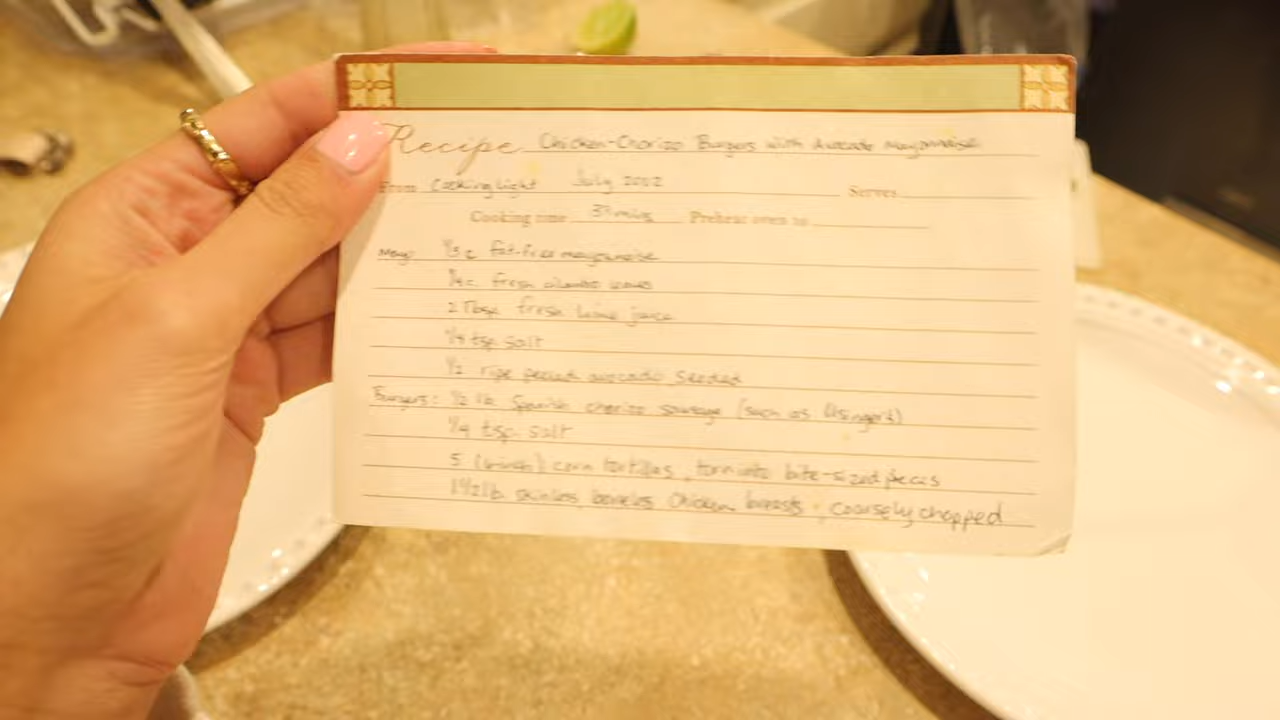 Recipe Chicken-Chorizo Burgers with Avocado Mayonnaise
From Cooking Light July 2002 Serves
Cooking time mins Preheat oven to
Mayo: 1/3 c fat-free mayonnaise
1/4 c. fresh cilantro leaves
2 Tbsp. fresh lime juice
tsp salt
1/2 ripe peeled avocado seeded
Burgers: 1/2 lb. Spanish chorizo sausage (such as
1/4 tsp. salt
5 (6-inch) corn tortillas, torn into bite-sized pieces
1 1/2 lb. skinless, boneless chicken breasts, coarsely chopped